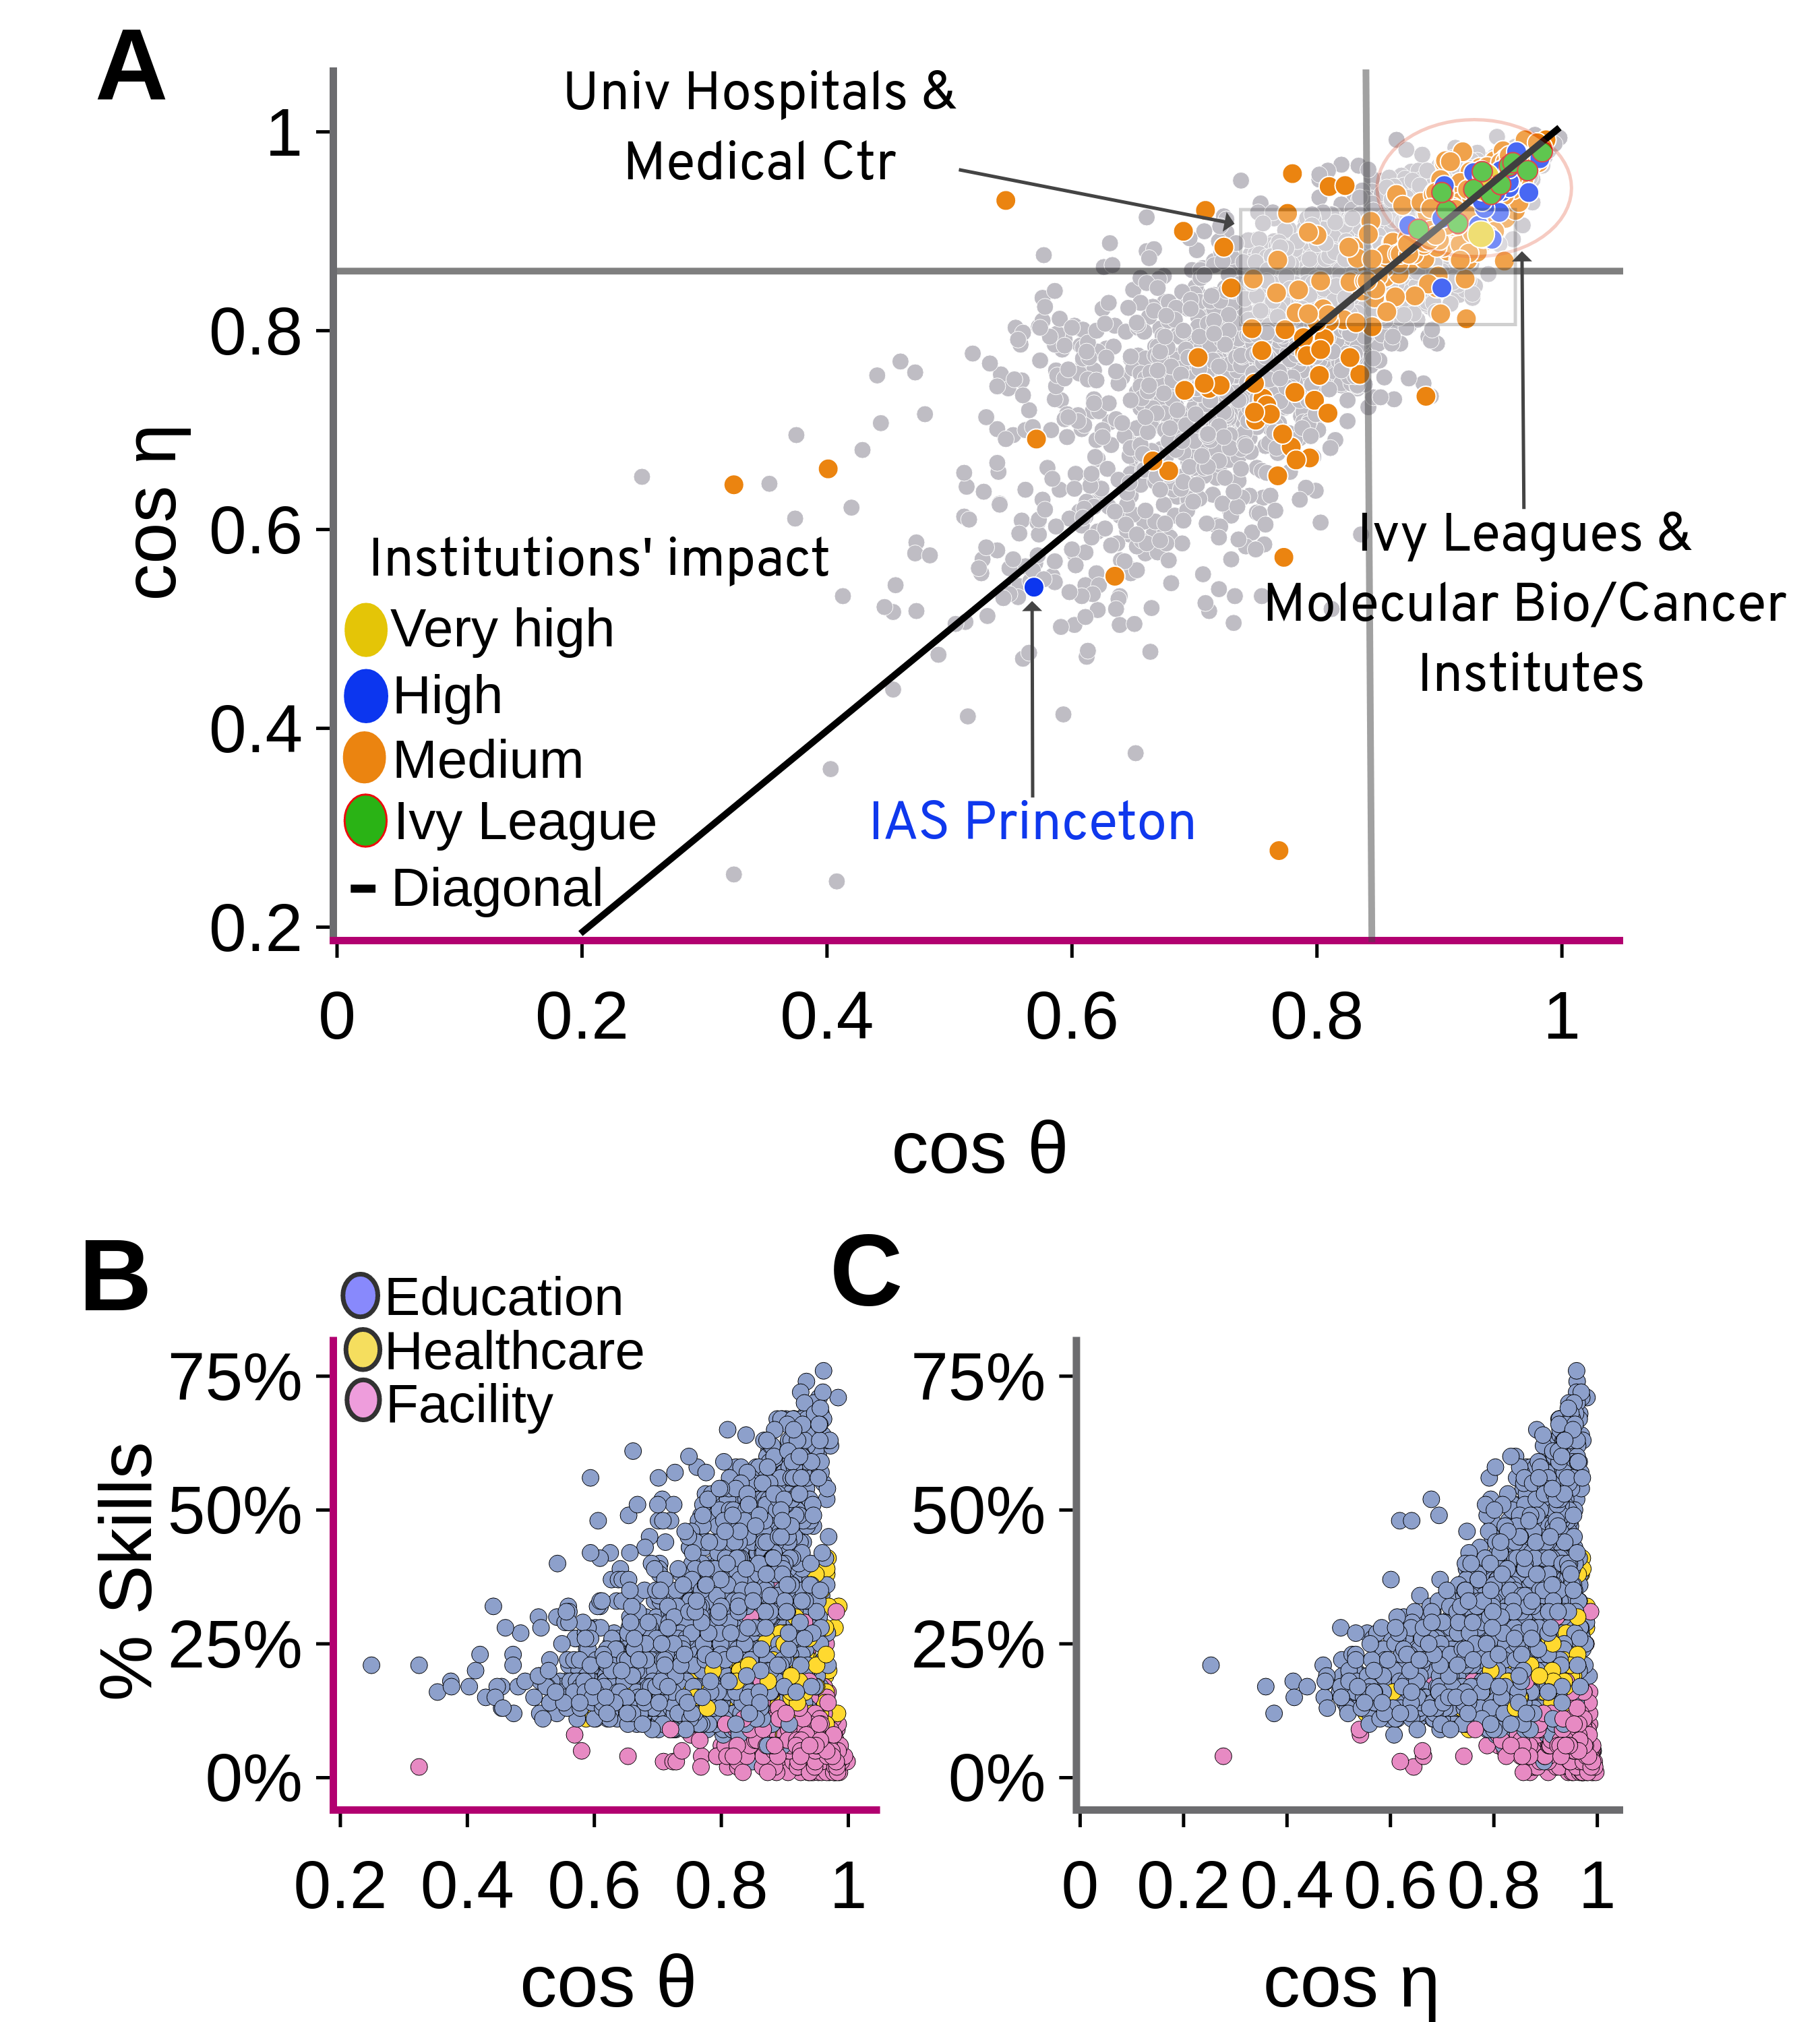 A
Univ Hospitals &
Medical Ctr
1
0.8
0.6
0.4
0.2
cos η
Institutions' impact
Very high
High
Medium
Ivy League
Diagonal
Ivy Leagues &
Molecular Bio/Cancer
Institutes
IAS Princeton
0 0.2 0.4 0.6 0.8 1
cos θ
B
Education
Healthcare
Facility
75%
50%
25%
0%
% Skills
0.2 0.4 0.6 0.8 1
cos θ
C
75%
50%
25%
0%
0 0.2 0.4 0.6 0.8 1
cos η